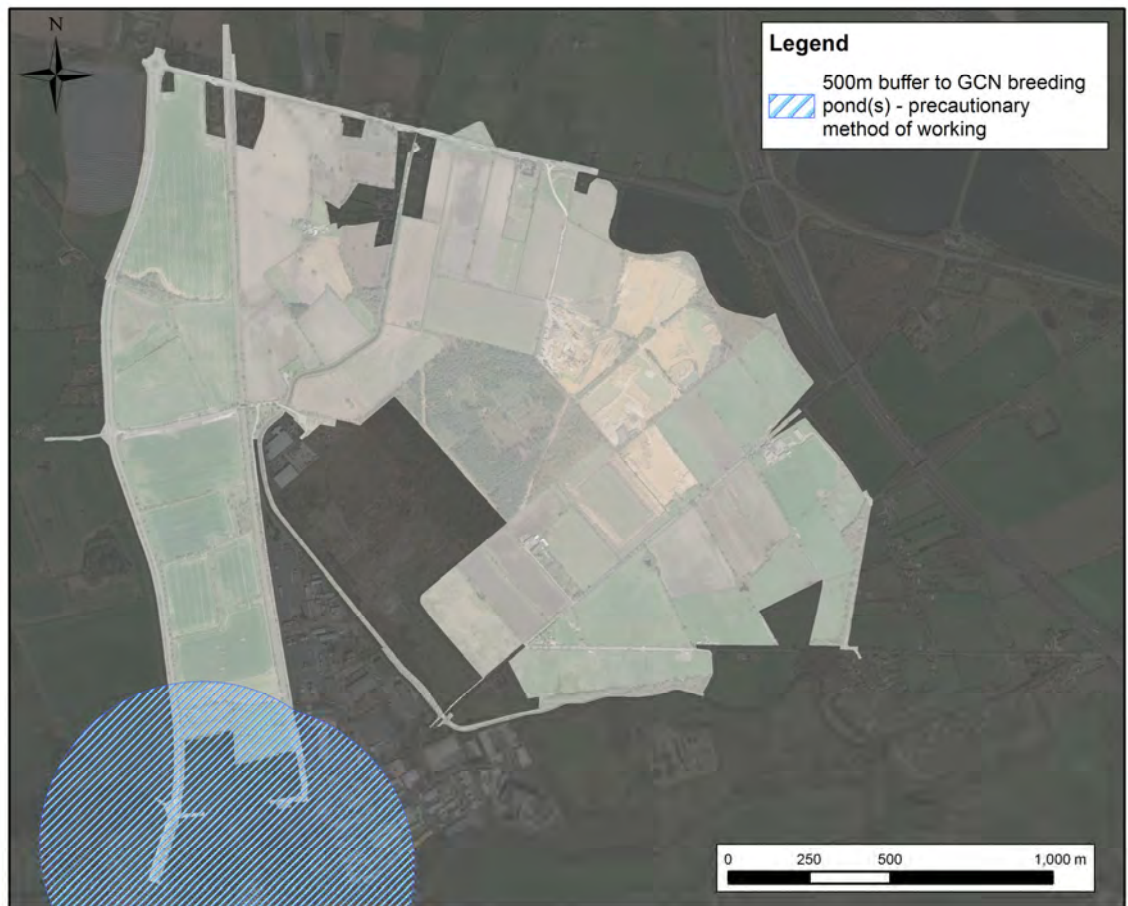 N
Legend
500m buffer to GCN breeding
pond(s) - precautionary
method of working
0 250 500 1,000 m